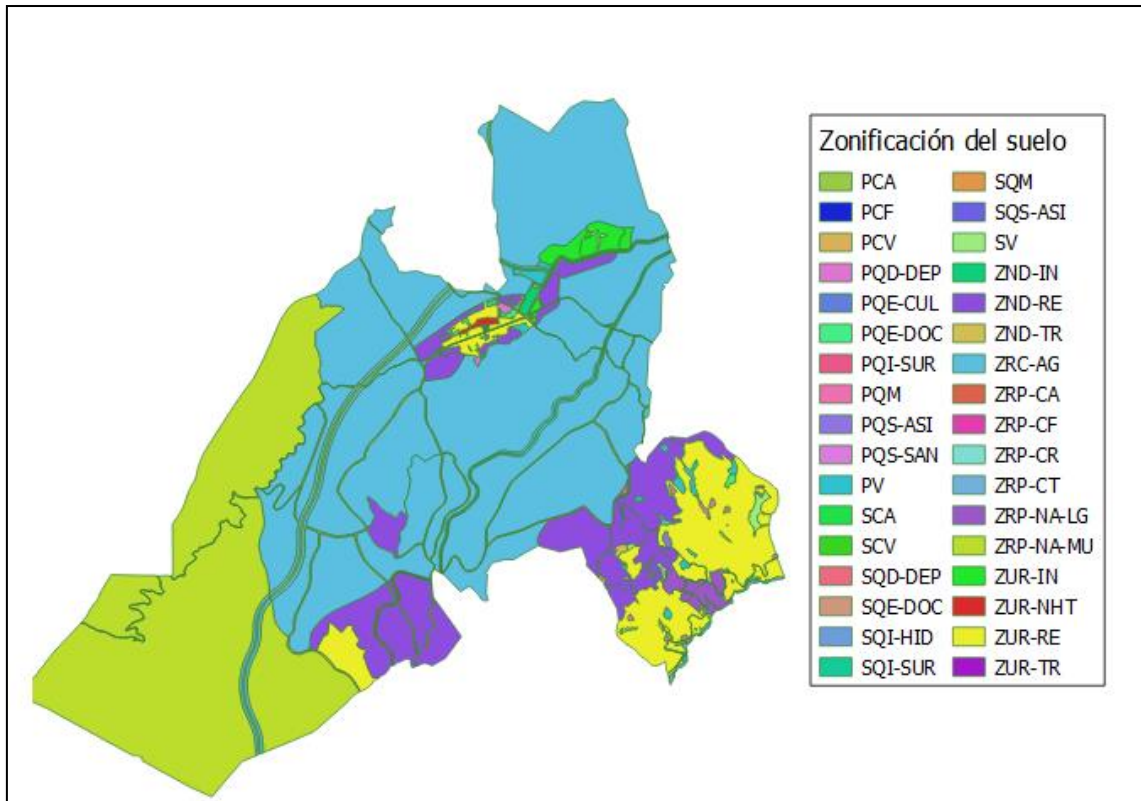 Zonificación del suelo
PCA
PCF
PCV
PQD-DEP
PQE-CUL
PQE-DOC
PQI-SUR
PQM
PQS-ASI
PQS-SAN
PV
SCA
SCV
SQD-DEP
SQE-DOC
SQI-HID
SQI-SUR
SQM
SQS-ASI
SV
ZND-IN
ZND-RE
ZND-TR
ZRC-AG
ZRP-CA
ZRP-CF
ZRP-CR
ZRP-CT
ZRP-NA-LG
ZRP-NA-MU
ZUR-IN
ZUR-NHT
ZUR-RE
ZUR-TR